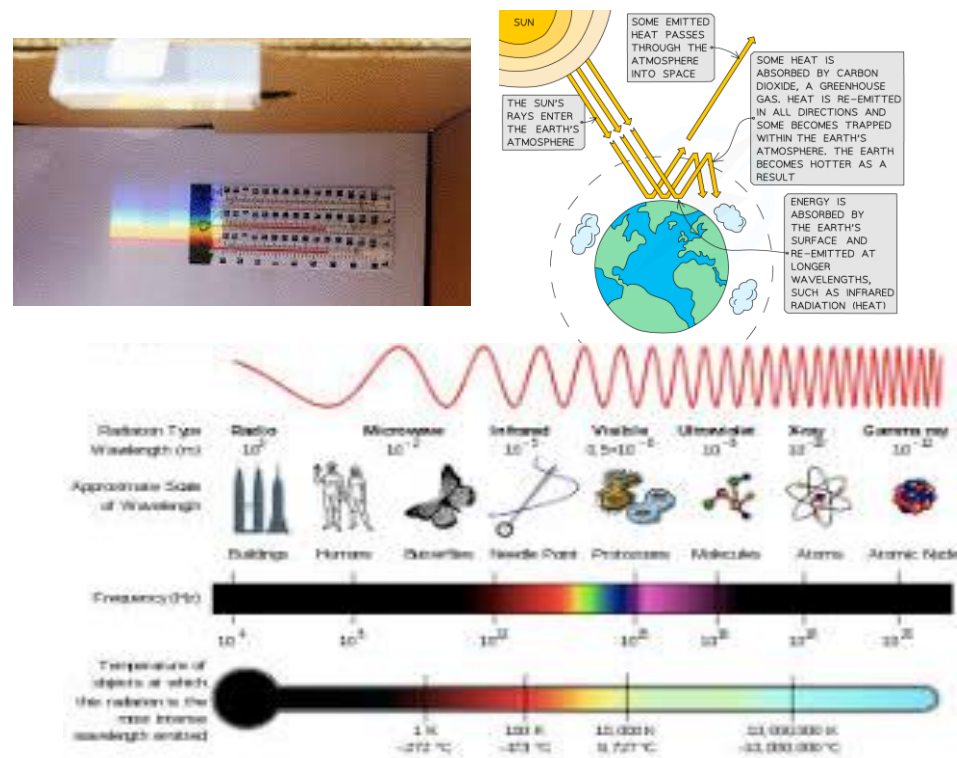 SUN
SOME EMITTED
HEAT PASSES
THROUGH THE
ATMOSPHERE
INTO SPACE
THE SUN'S
RAYS ENTER
THE EARTH'S
ATMOSPHERE
SOME HEAT IS
ABSORBED BY CARBON
DIOXIDE, A GREENHOUSE
GAS. HEAT IS RE-EMITTED
IN ALL DIRECTIONS AND
SOME BECOMES TRAPPED
WITHIN THE EARTH'S
ATMOSPHERE. THE EARTH
BECOMES HOTTER AS A
RESULT
ENERGY IS
ABSORBED BY
THE EARTH'S
SURFACE AND
RE-EMITTED AT
LONGER
WAVELENGTHS,
SUCH AS INFRARED
RADIATION (HEAT)
Radiation Type Radio Microwave Infrared Visible Ultraviolet X-ray Gamma ray
Wavelength (m)
Approximate Scale
of Wavelength
Buildings Humans Butterflies Needle Point Protozoans Molecules Atoms Atomic Nucle
Frequency (Hz)
Temperature of
objects at which
this radiation is the
most intense
wavelength emitted
1 K 100 K 10,000 K